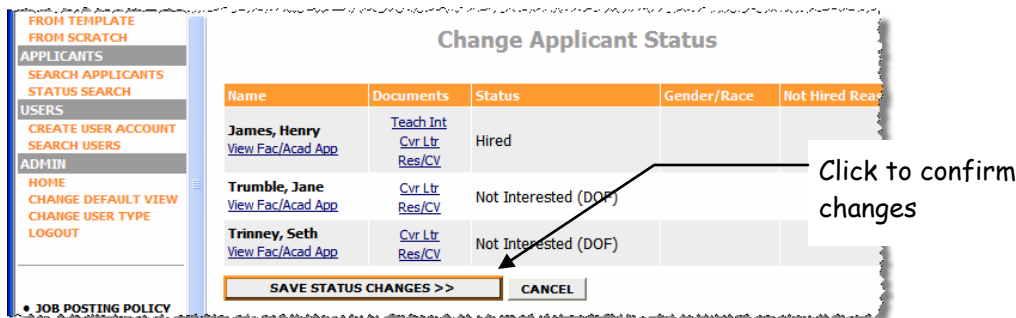 FROM TEMPLATE
FROM SCRATCH
APPLICANTS
SEARCH APPLICANTS
STATUS SEARCH
USERS
CREATE USER ACCOUNT
SEARCH USERS
ADMIN
HOME
CHANGE DEFAULT VIEW
CHANGE USER TYPE
LOGOUT
• JOB POSTING POLICY
Change Applicant Status
Name Documents Status Gender/Race Not Hired Reas
James, Henry
View Fac/Acad App
Teach Int
Cvr Ltr
Res/CV
Hired
Trumble, Jane
View Fac/Acad App
Cvr Ltr
Res/CV
Not Interested (DOF)
Trinney, Seth
View Fac/Acad App
Cvr Ltr
Res/CV
Not Interested (DOF)
SAVE STATUS CHANGES >> CANCEL
Click to confirm
changes